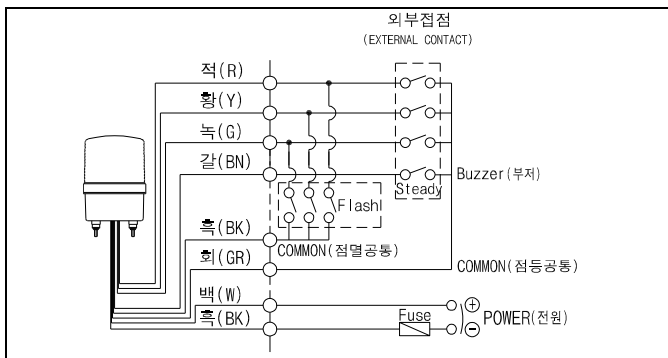 외부접점
(EXTERNAL CONTACT)
적(R)
황(Y)
녹(G)
갈(BN)
Buzzer(부저)
Steady
Flash
흑(BK)
COMMON(점멸공통)
회(GR)
COMMON(점등공통)
백(W)
흑(BK)
Fuse
+
POWER(전원)
-